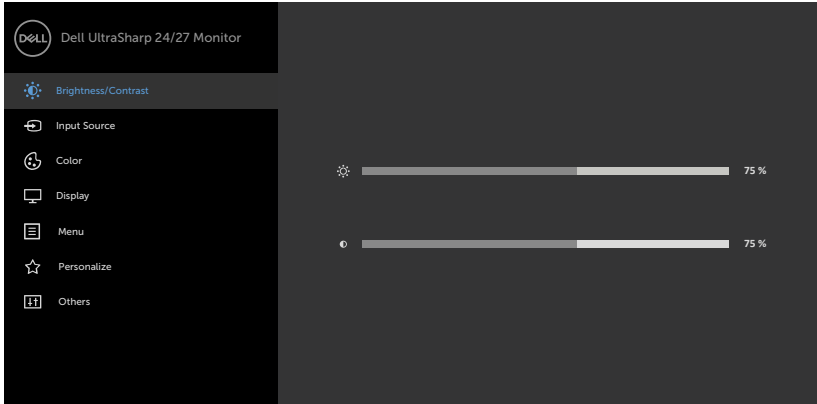 DELL
Dell UltraSharp 24/27 Monitor
Brightness/Contrast
Input Source
Color
75 %
Display
Menu
75 %
Personalize
Others